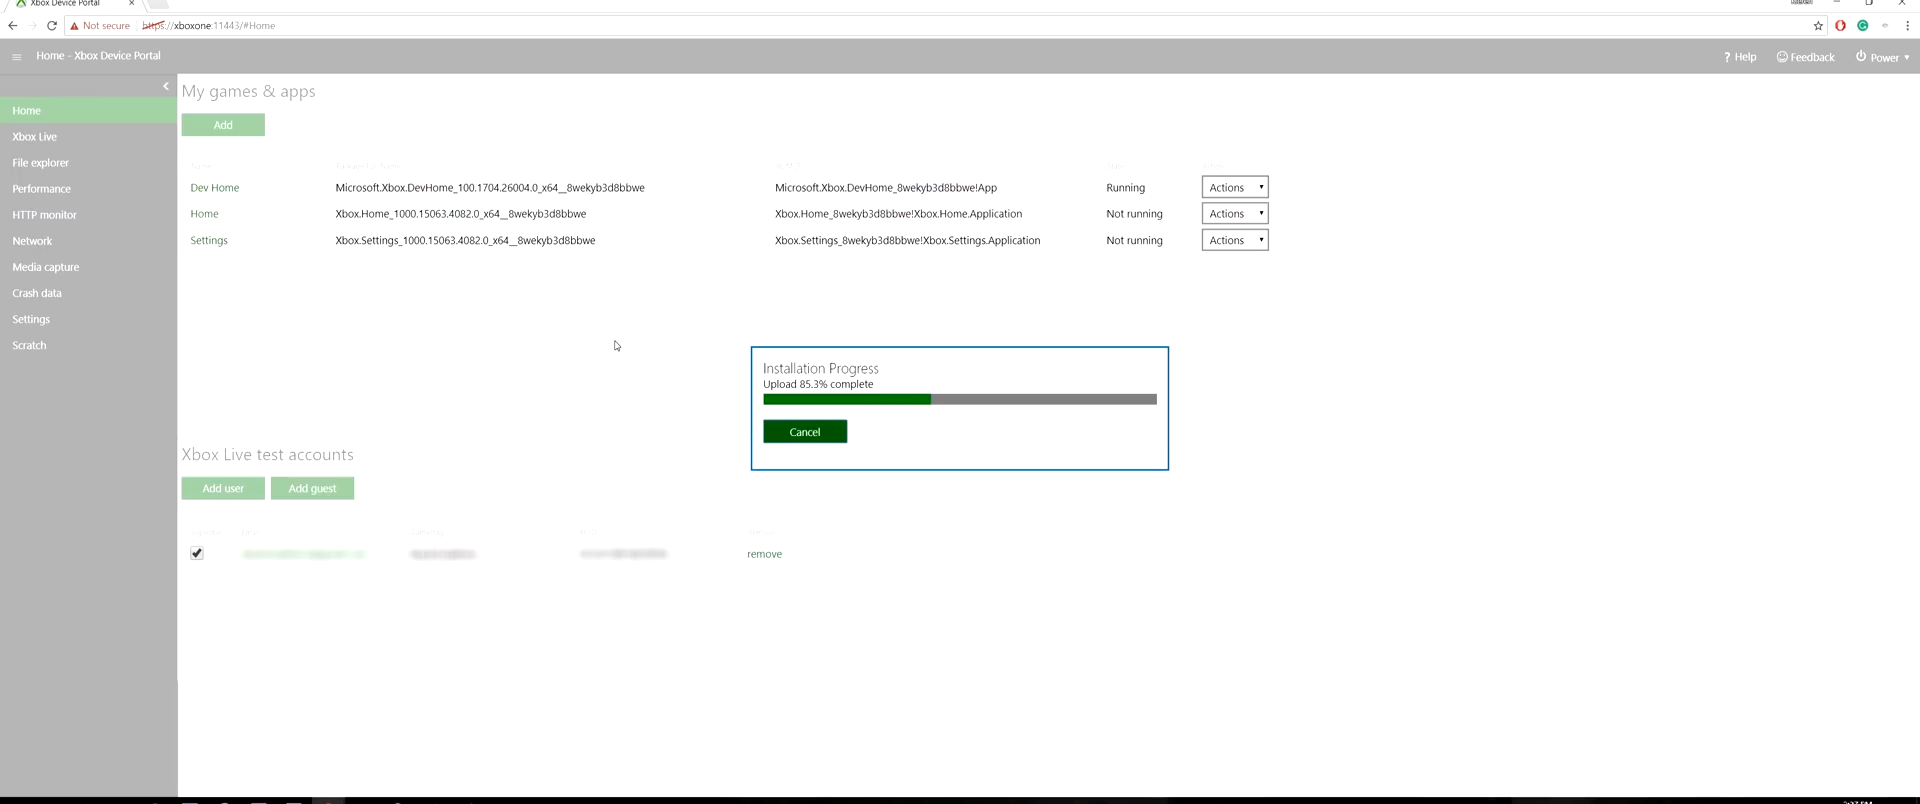 Xbox Device Portal
Not secure https://xboxone:11443/#Home
Home - Xbox Device Portal
? Help
Feedback
Power
Home
Xbox Live
File explorer
Performance
HTTP monitor
Network
Media capture
Crash data
Settings
Scratch
My games & apps
Add
Dev Home Microsoft.Xbox.DevHome_100.1704.26004.0_x64__8wekyb3d8bbwe Microsoft.Xbox.DevHome_8wekyb3d8bbwe!App Running Actions
Home Xbox.Home_1000.15063.4082.0_x64__8wekyb3d8bbwe Xbox.Home_8wekyb3d8bbwe!Xbox.Home.Application Not running Actions
Settings Xbox.Settings_1000.15063.4082.0_x64__8wekyb3d8bbwe Xbox.Settings_8wekyb3d8bbwe!Xbox.Settings.Application Not running Actions
Installation Progress
Upload 85.3% complete
Cancel
Xbox Live test accounts
Add user Add guest
remove